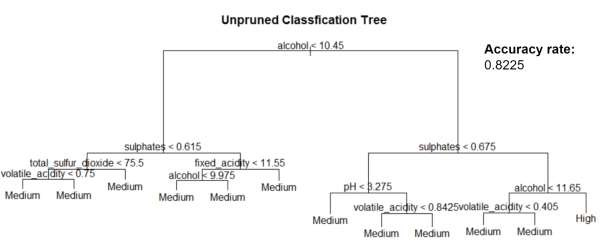 Unpruned Classfication Tree
alcohol < 10.45
Accuracy rate:
0.8225
sulphates < 0.615
sulphates < 0.675
total_sulfur_dioxide < 75.5
fixed_acidity < 11.55
volatile_acidity < 0.75
Medium
alcohol < 9.975
Medium
pH < 3.275
alcohol < 11.65
Medium
Medium
Medium
Medium
Medium
volatile_acidity < 0.8425
volatile_acidity < 0.405
High
Medium
Medium
Medium
Medium